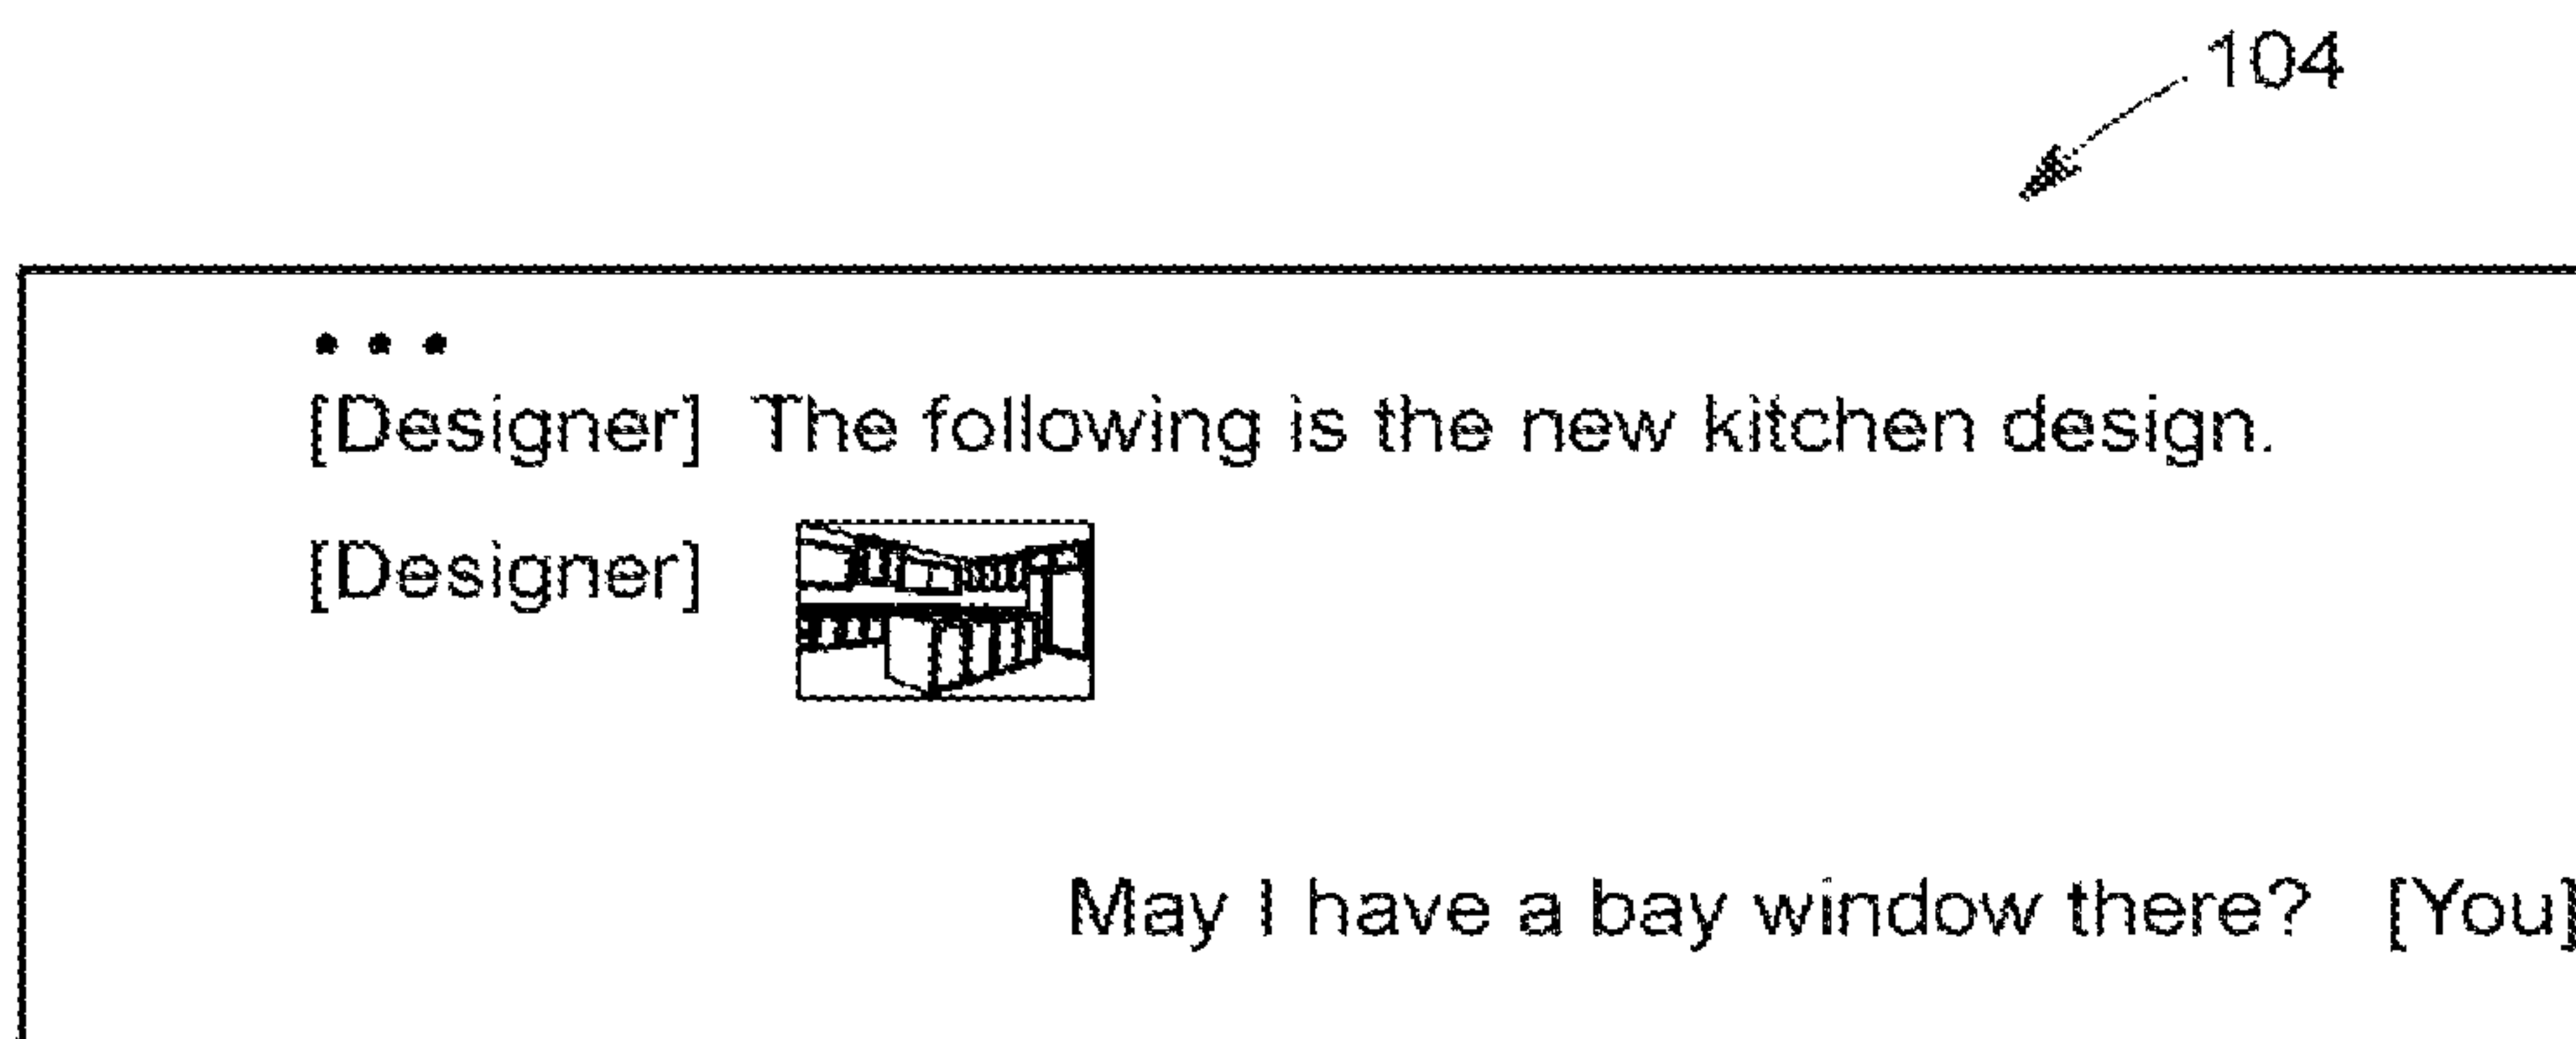 104
• • •
[Designer] The following is the new kitchen design.
[Designer]
May I have a bay window there? [You]